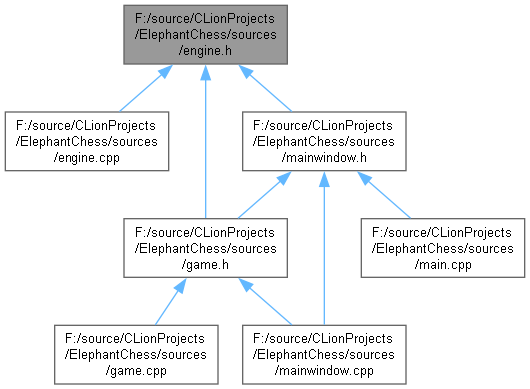 F:/source/CLionProjects
/ElephantChess/sources
/engine.h
F:/source/CLionProjects
/ElephantChess/sources
/engine.cpp
F:/source/CLionProjects
/ElephantChess/sources
/mainwindow.h
F:/source/CLionProjects
/ElephantChess/sources
/game.h
F:/source/CLionProjects
/ElephantChess/sources
/main.cpp
F:/source/CLionProjects
/ElephantChess/sources
/game.cpp
F:/source/CLionProjects
/ElephantChess/sources
/mainwindow.cpp